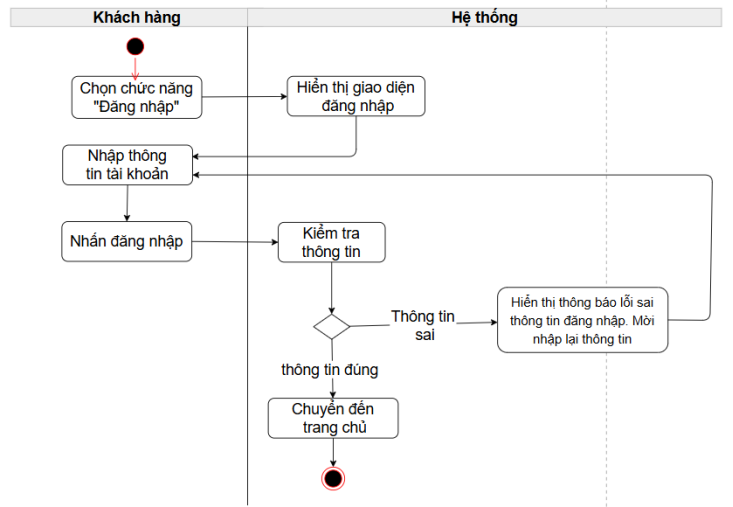 Khách hàng
Hệ thống
Chọn chức năng
"Đăng nhập"
Hiển thị giao diện
đăng nhập
Nhập thông
tin tài khoản
Nhấn đăng nhập
Kiểm tra
thông tin
Thông tin
sai
Hiển thị thông báo lỗi sai
thông tin đăng nhập. Mời
nhập lại thông tin
thông tin đúng
Chuyển đến
trang chủ